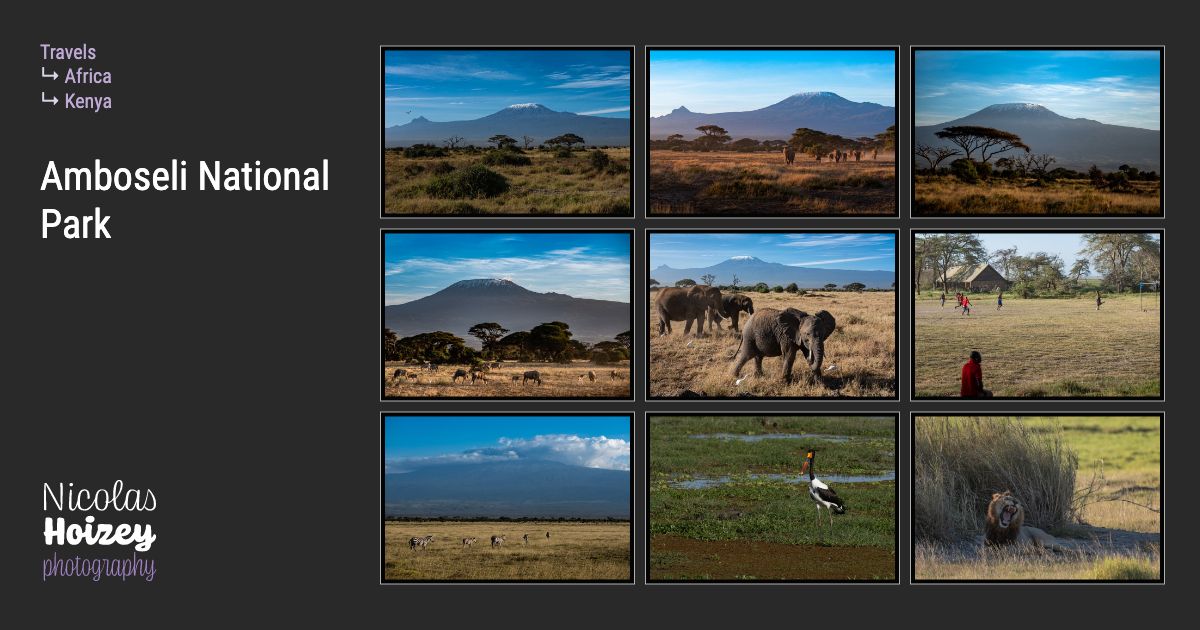 Travels
↳ Africa
↳ Kenya
Amboseli National
Park
Nicolas
Hoizey
photography